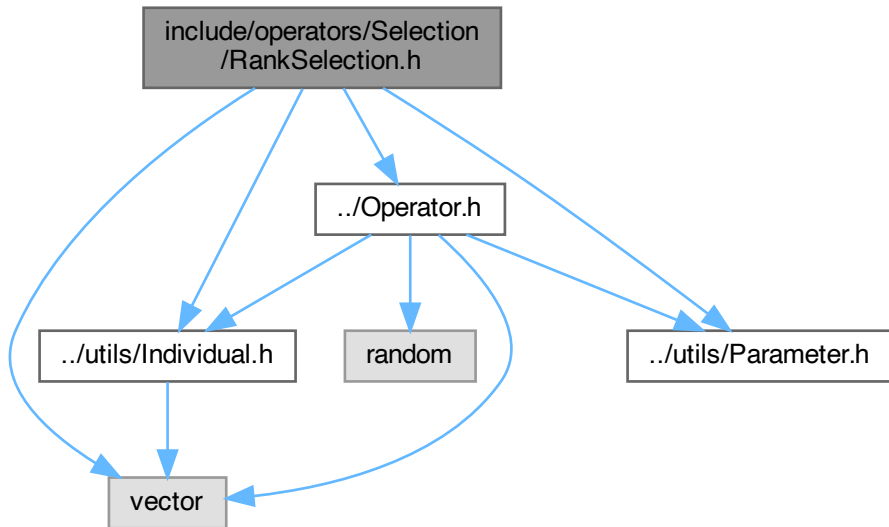 include/operators/Selection
/RankSelection.h
../Operator.h
../utils/Individual.h
random
../utils/Parameter.h
vector